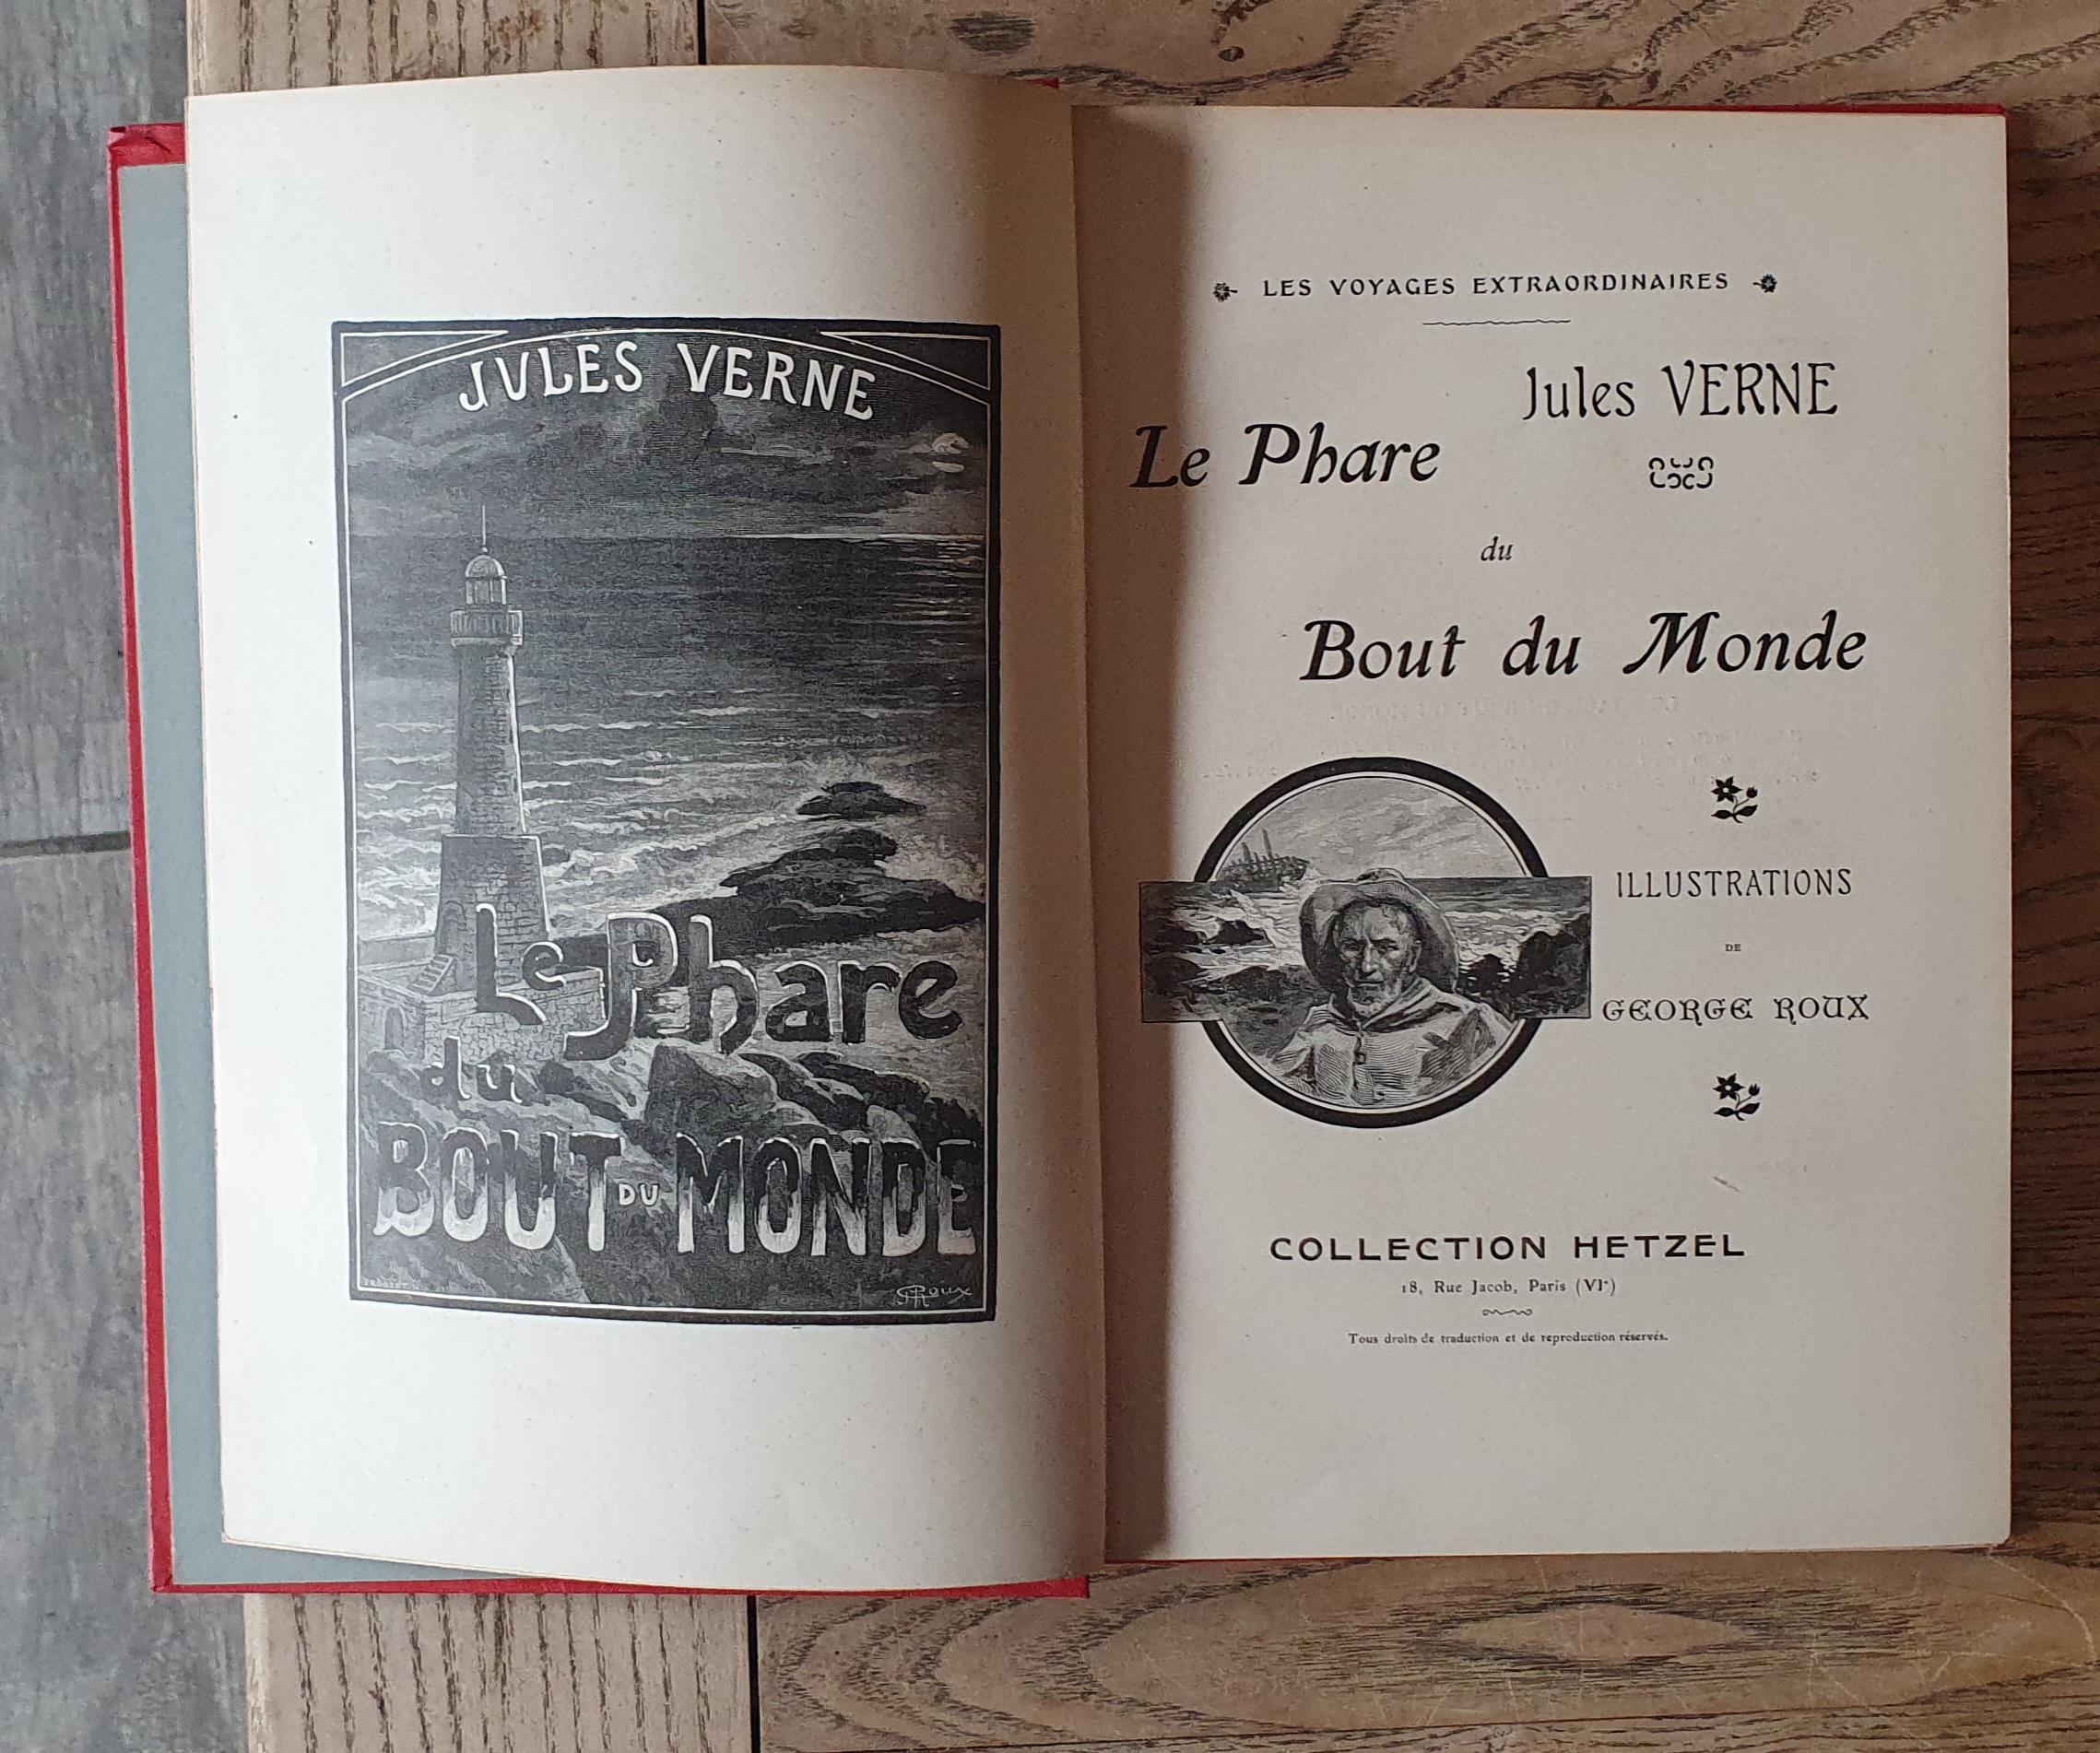 JULES VERNE
Le Phare
du
BOUT DU MONDE
GRoux
LES VOYAGES EXTRAORDINAIRES
Jules VERNE
Le Phare
du
Bout du Monde
ILLUSTRATIONS
DE
GEORGE ROUX
COLLECTION HETZEL
18, Rue Jacob, Paris (VIe)
Tous droits de traduction et de reproduction réservés.